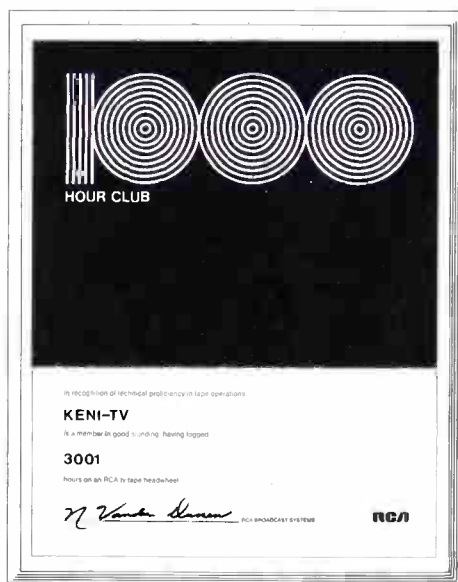 1000
HOUR CLUB
In recognition of technical proficiency in tape operations
KENI-TV
is a member in good standing, having logged
3001
hours on an RCA tv tape headwheel
N Vanden
RCA BROADCAST SYSTEMS
RCA